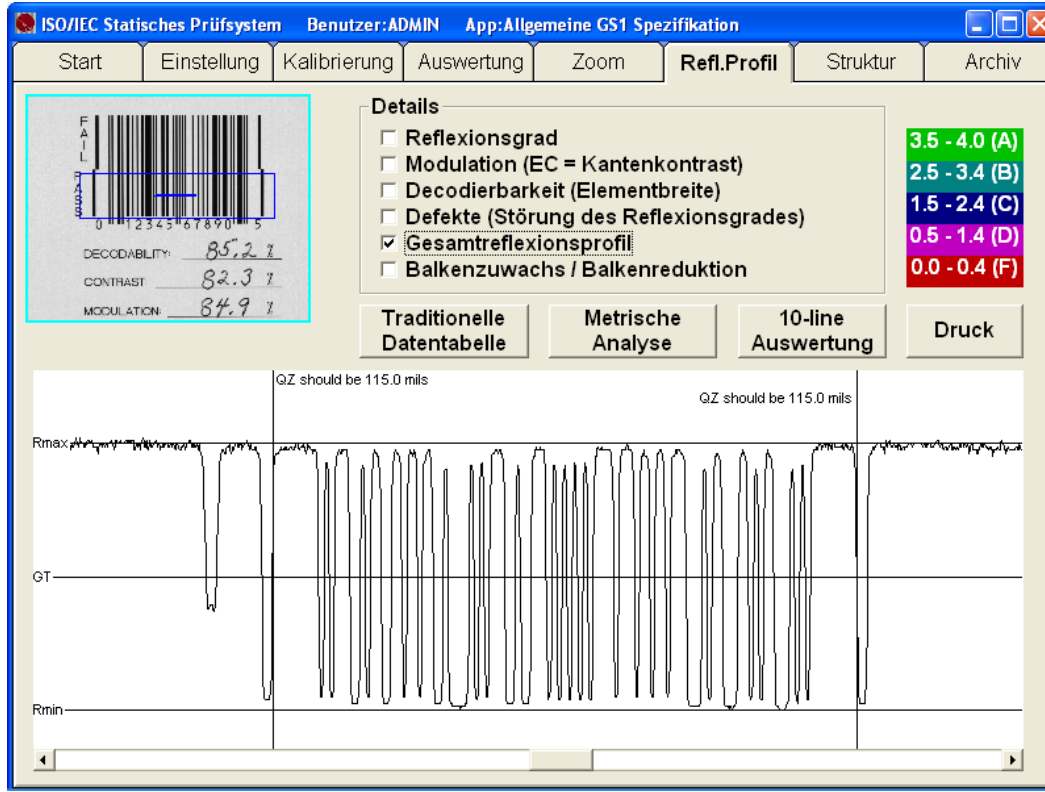 ISO/IEC Statisches Prüfsystem Benutzer:ADMIN App:Allgemeine GS1 Spezifikation
Start Einstellung Kalibrierung Auswertung Zoom Refl.Profil Struktur Archiv
FAIL
PASS
0 12345 67890 5
DECODABILITY: 85.2 %
CONTRAST 82.3 %
MODULATION: 84.9 %
Details
Reflexionsgrad
Modulation (EC = Kantenkontrast)
Decodierbarkeit (Elementbreite)
Defekte (Störung des Reflexionsgrades)
Gesamtreflexionsprofil
Balkenzuwachs / Balkenreduktion
3.5 - 4.0 (A)
2.5 - 3.4 (B)
1.5 - 2.4 (C)
0.5 - 1.4 (D)
0.0 - 0.4 (F)
Traditionelle
Datentabelle
Metrische
Analyse
10-line
Auswertung
Druck
QZ should be 115.0 mils
QZ should be 115.0 mils
Rmax
GT
Rmin